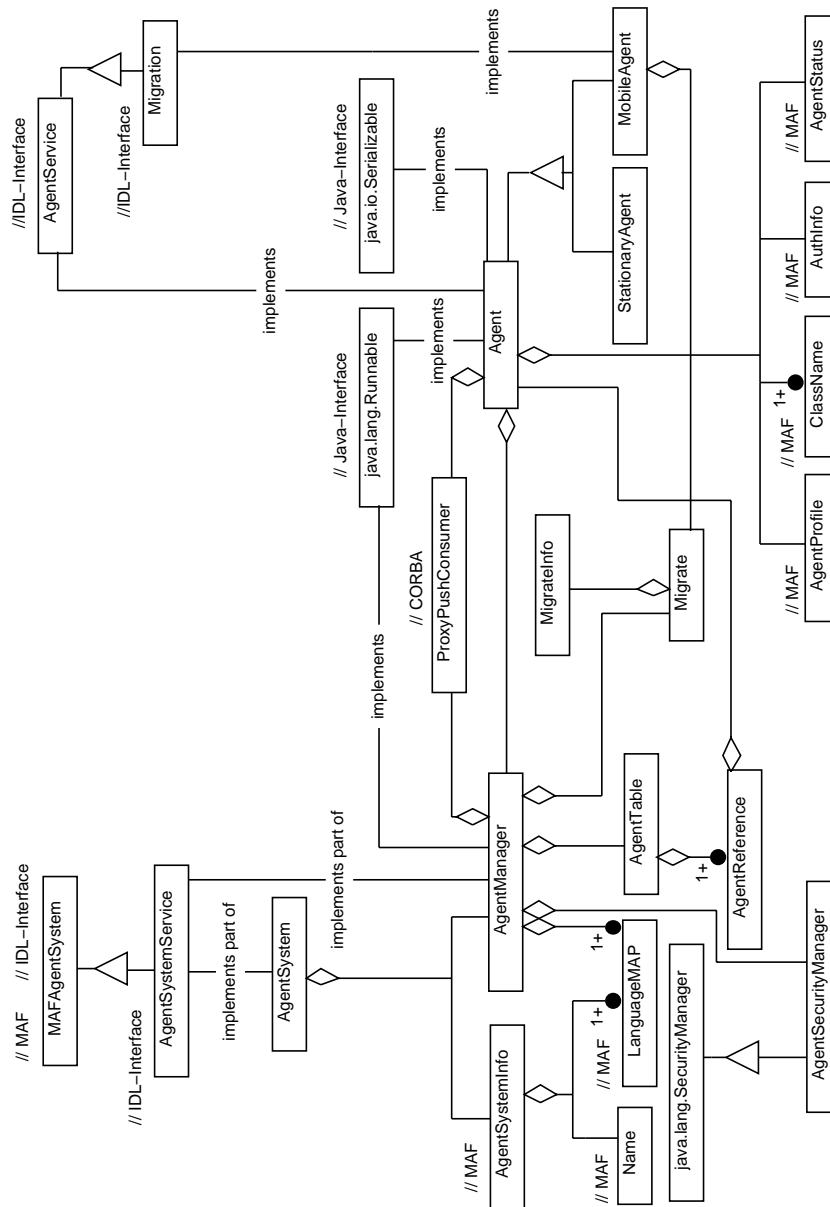 // MAF
// IDL–Interface
MAFAgentSystem
//IDL–Interface
AgentService
// IDL–Interface
AgentSystemService
//IDL–Interface
Migration
implements part of
AgentSystem
implements part of
implements
implements
// Java–Interface
java.lang.Runnable
// Java–Interface
java.io.Serializable
implements
implements
implements
// CORBA
ProxyPushConsumer
// MAF
AgentSystemInfo
AgentManager
Agent
MigrateInfo
// MAF
Name
// MAF
1+
1+
LanguageMAP
AgentTable
StationaryAgent
MobileAgent
java.lang.SecurityManager
Migrate
1+
AgentReference
AgentSecurityManager
// MAF
AgentProfile
// MAF
1+
ClassName
// MAF
AuthInfo
// MAF
AgentStatus